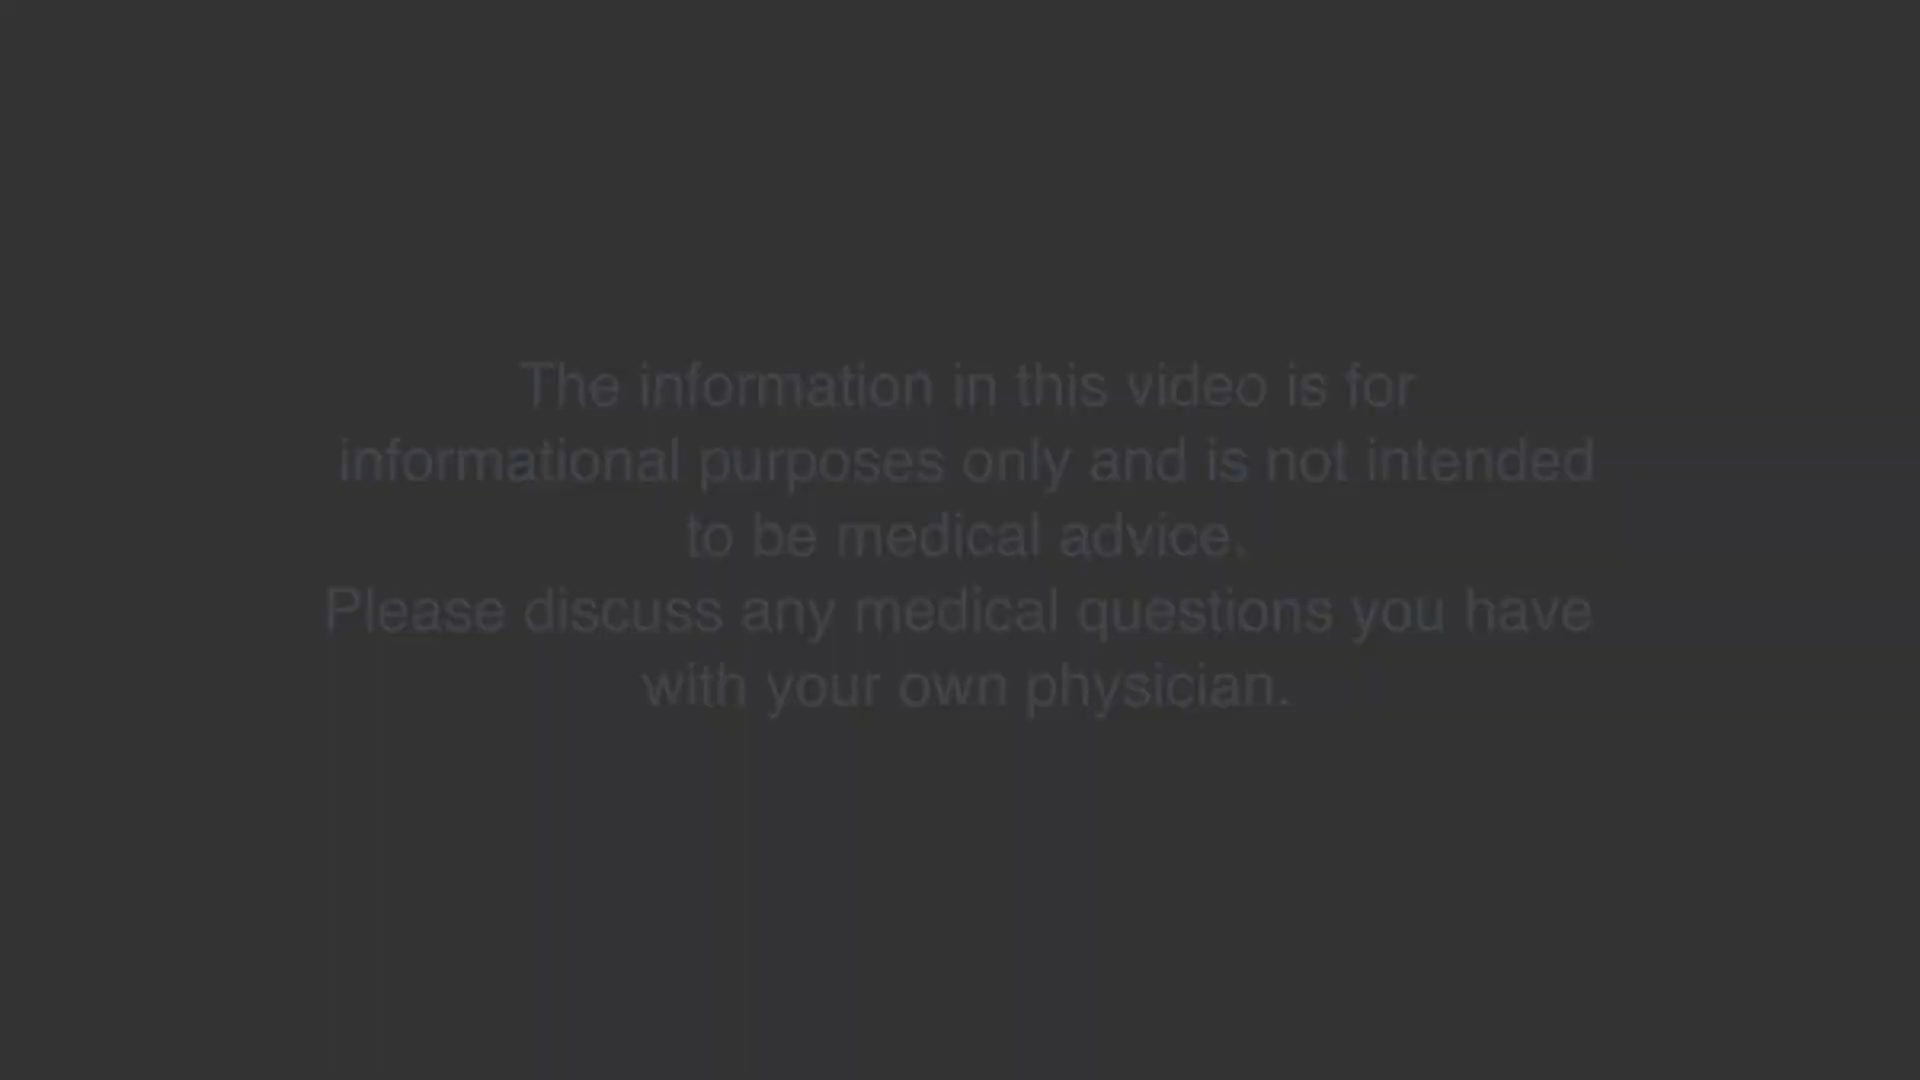 The information in this video is for
informational purposes only and is not intended
to be medical advice.
Please discuss any medical questions you have
with your own physician.